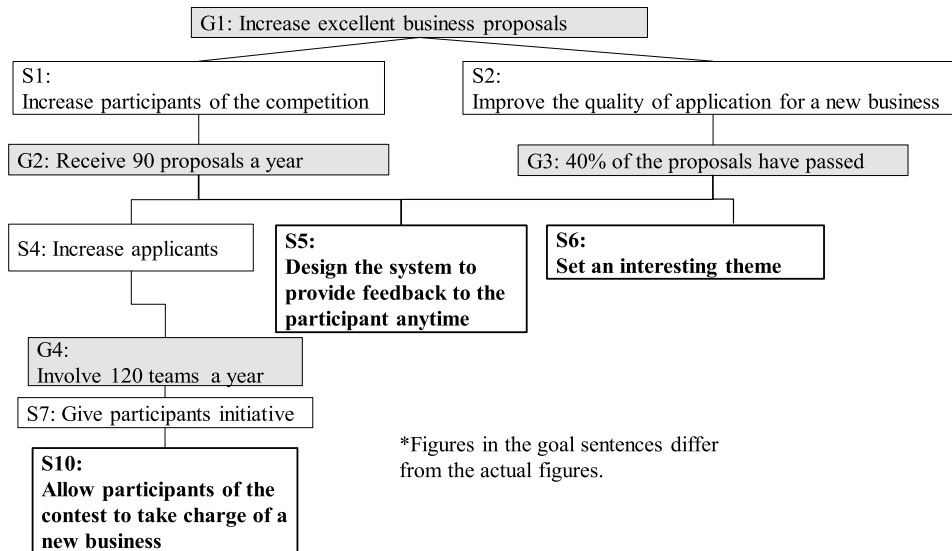 G1: Increase excellent business proposals
S1:
Increase participants of the competition
S2:
Improve the quality of application for a new business
G2: Receive 90 proposals a year
G3: 40% of the proposals have passed
S4: Increase applicants
S5:
Design the system to
provide feedback to the
participant anytime
S6:
Set an interesting theme
G4:
Involve 120 teams a year
S7: Give participants initiative
S10:
Allow participants of the
contest to take charge of a
new business
*Figures in the goal sentences differ
from the actual figures.